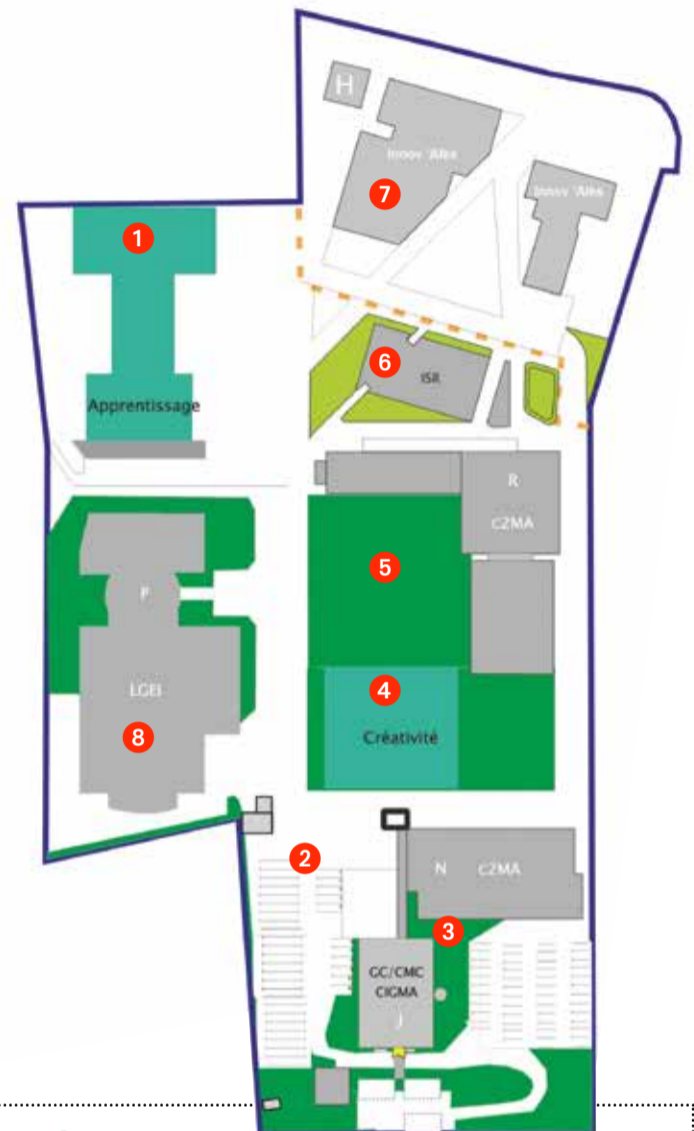 H
Innov 'Alès
7
Innov 'Alès
1
6
ISR
Apprentissage
R
C2MA
5
P
LGEI
4
8
Créativité
2
N C2MA
3
GC/CMC
CIGMA
J